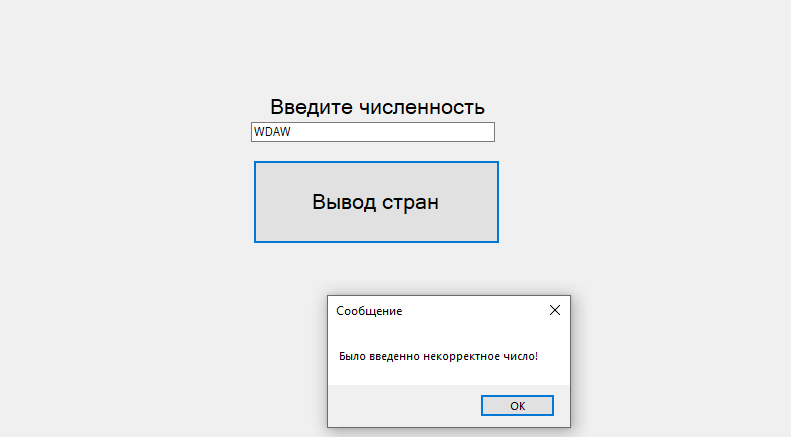 Введите численность
WDAW
Вывод стран
Сообщение
Было введенно некорректное число!
OK